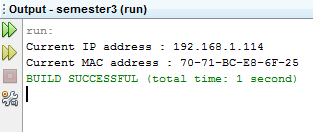 Output - semester3 (run)
run:
Current IP address : 192.168.1.114
Current MAC address : 70-71-BC-E8-6F-25
BUILD SUCCESSFUL (total time: 1 second)